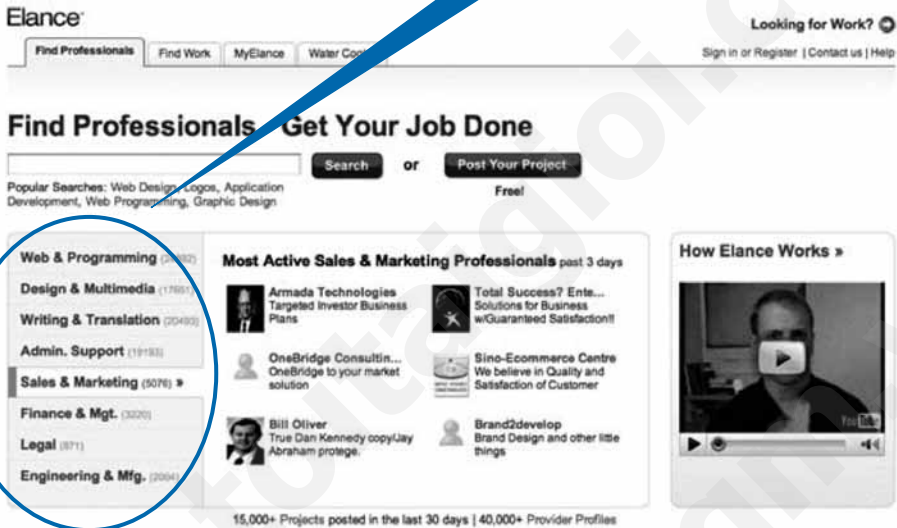 Elance
Looking for Work?
Find Professionals Find Work MyElance Water
Sign in or Register | Contact us | Help
Find Professionals Get Your Job Done
Search or Post Your Project
Popular Searches: Web Design, Logos, Application
Free!
Development, Web Programming, Graphic Design
Web & Programming
Design & Multimedia
Writing & Translation
Admin. Support
Sales & Marketing (5076) »
Finance & Mgt. (3220)
Legal (871)
Engineering & Mfg.
Most Active Sales & Marketing Professionals past 3 days
Armada Technologies
Targeted Investor Business
Plans
Total Success? Ente...
Solutions for Business
w/Guaranteed Satisfaction!!
OneBridge Consultin...
OneBridge to your market
solution
Sino-Ecommerce Centre
We believe in Quality and
Satisfaction of Customer
Bill Oliver
True Dan Kennedy copy/Jay
Abraham protege.
Brand2develop
Brand Design and other little
things
How Elance Works »
YouTube
15,000+ Projects posted in the last 30 days | 40,000+ Provider Profiles